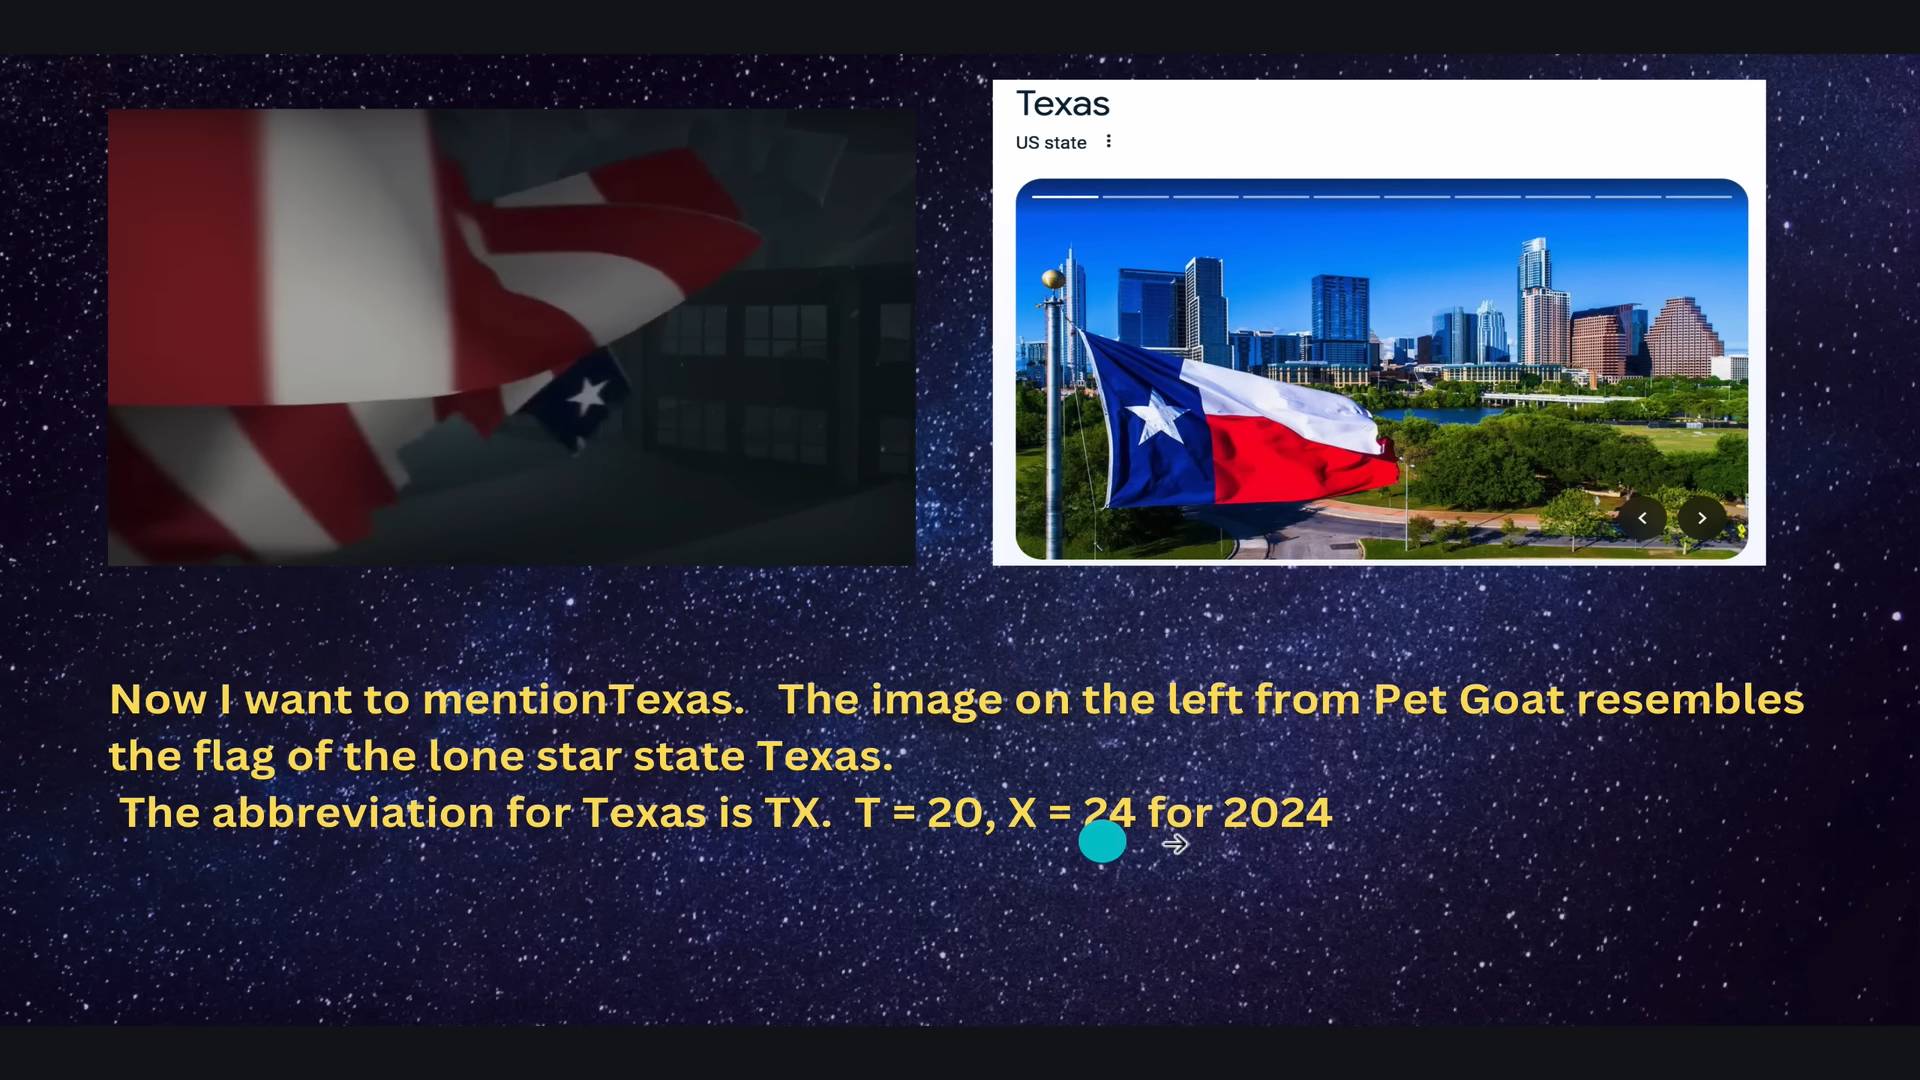 Texas
US state
Now I want to mentionTexas. The image on the left from Pet Goat resembles
the flag of the lone star state Texas.
The abbreviation for Texas is TX. T = 20, X = 24 for 2024